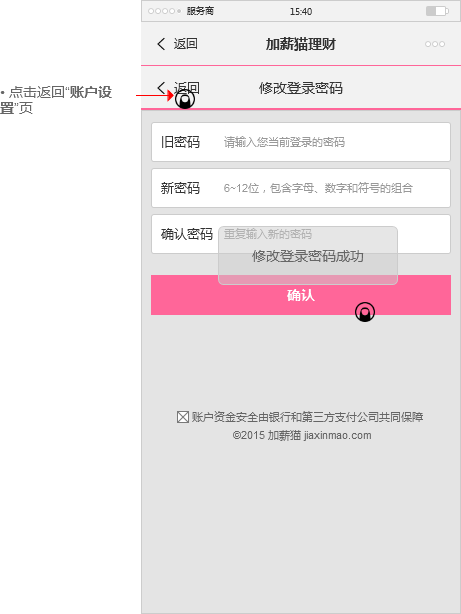 服务商
15:40
返回
加薪猫理财
返回
修改登录密码
• 点击返回“账户设
置”页
旧密码
请输入您当前登录的密码
新密码
6~12位，包含字母、数字和符号的组合
确认密码
重复输入新的密码
修改登录密码成功
确认
账户资金安全由银行和第三方支付公司共同保障
©2015 加薪猫 jiaxinmao.com